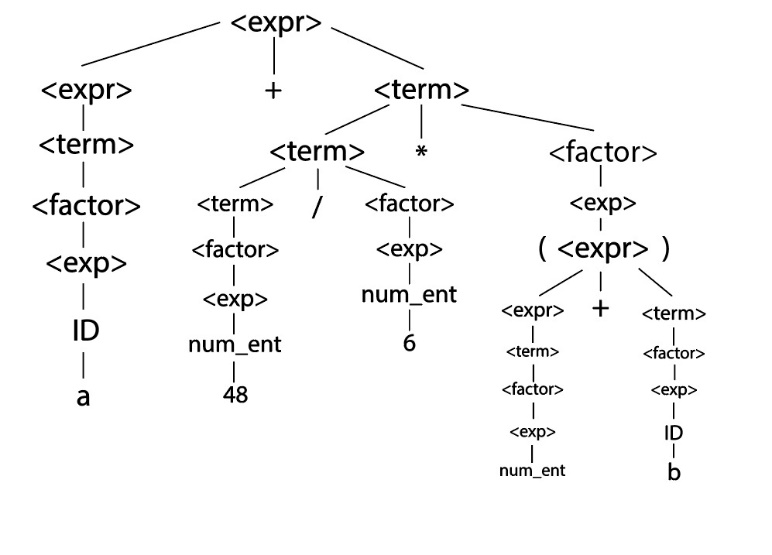 <expr>
<expr> + <term>
<term> <term> * <factor>
<factor> <term> / <factor> <exp>
<exp> <factor> <exp> ( <expr> )
<exp> num_ent <expr> + <term>
ID num_ent 6 <term> <factor>
a 48 <factor> <exp>
<exp> ID
num_ent b